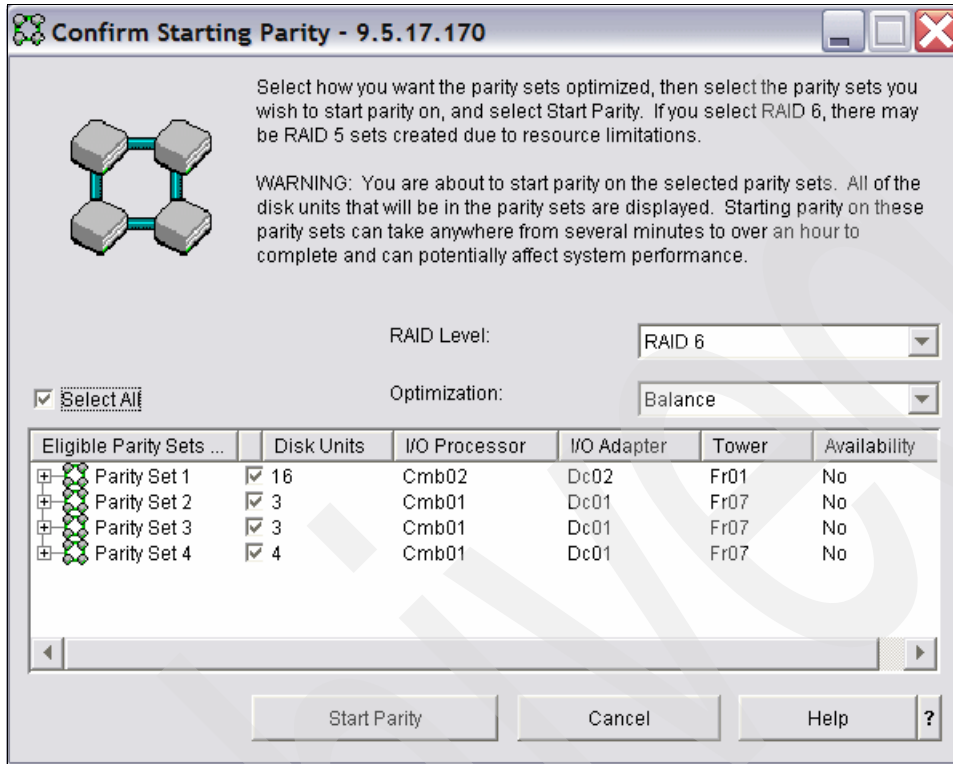 Confirm Starting Parity - 9.5.17.170
Select how you want the parity sets optimized, then select the parity sets you
wish to start parity on, and select Start Parity. If you select RAID 6, there may
be RAID 5 sets created due to resource limitations.
WARNING: You are about to start parity on the selected parity sets. All of the
disk units that will be in the parity sets are displayed. Starting parity on these
parity sets can take anywhere from several minutes to over an hour to
complete and can potentially affect system performance.
RAID Level: RAID 6
Select All Optimization: Balance
Eligible Parity Sets ... Disk Units I/O Processor I/O Adapter Tower Availability
Parity Set 1 16 Cmb02 Dc02 Fr01 No
Parity Set 2 3 Cmb01 Dc01 Fr07 No
Parity Set 3 3 Cmb01 Dc01 Fr07 No
Parity Set 4 4 Cmb01 Dc01 Fr07 No
Start Parity Cancel Help ?